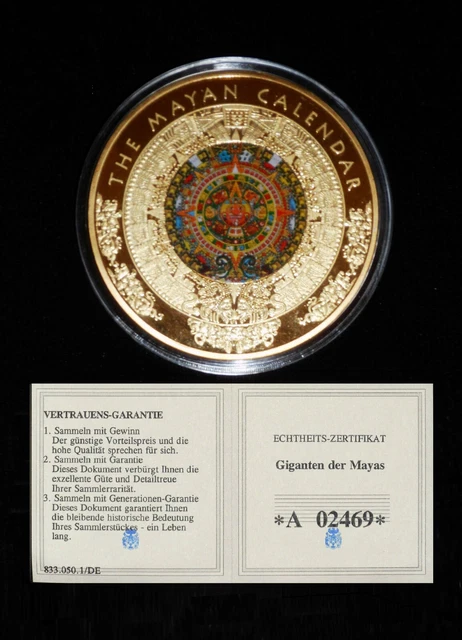 THE MAYAN CALENDAR
VERTRAUENS-GARANTIE
1. Sammeln mit Gewinn
Der günstige Vorteilspreis und die
hohe Qualität sprechen für sich.
2. Sammeln mit Garantie
Dieses Dokument verbürgt Ihnen die
exzellente Güte und Detailtreue
Ihrer Sammlerrarität.
3. Sammeln mit Generationen-Garantie
Dieses Dokument garantiert Ihnen
die bleibende historische Bedeutung
Ihres Sammlerstückes - ein Leben
lang.
833.050.1/DE
ECHTHEITS-ZERTIFIKAT
Giganten der Mayas
*A 02469*